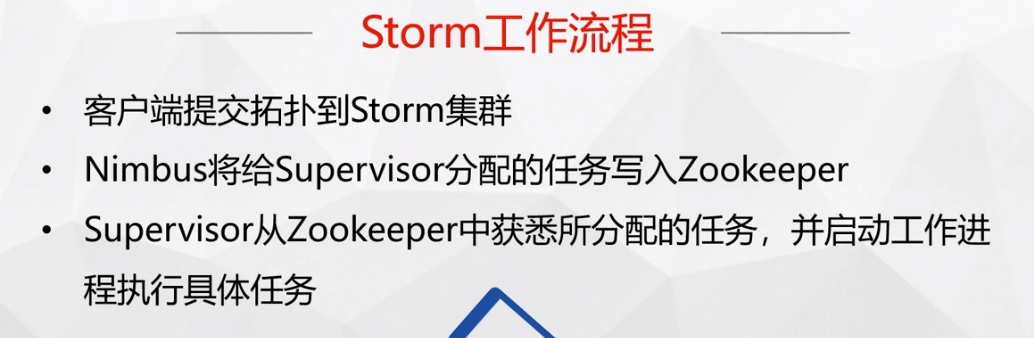 Storm工作流程
• 客户端提交拓扑到Storm集群
• Nimbus将给Supervisor分配的任务写入Zookeeper
• Supervisor从Zookeeper中获悉所分配的任务，并启动工作进
程执行具体任务